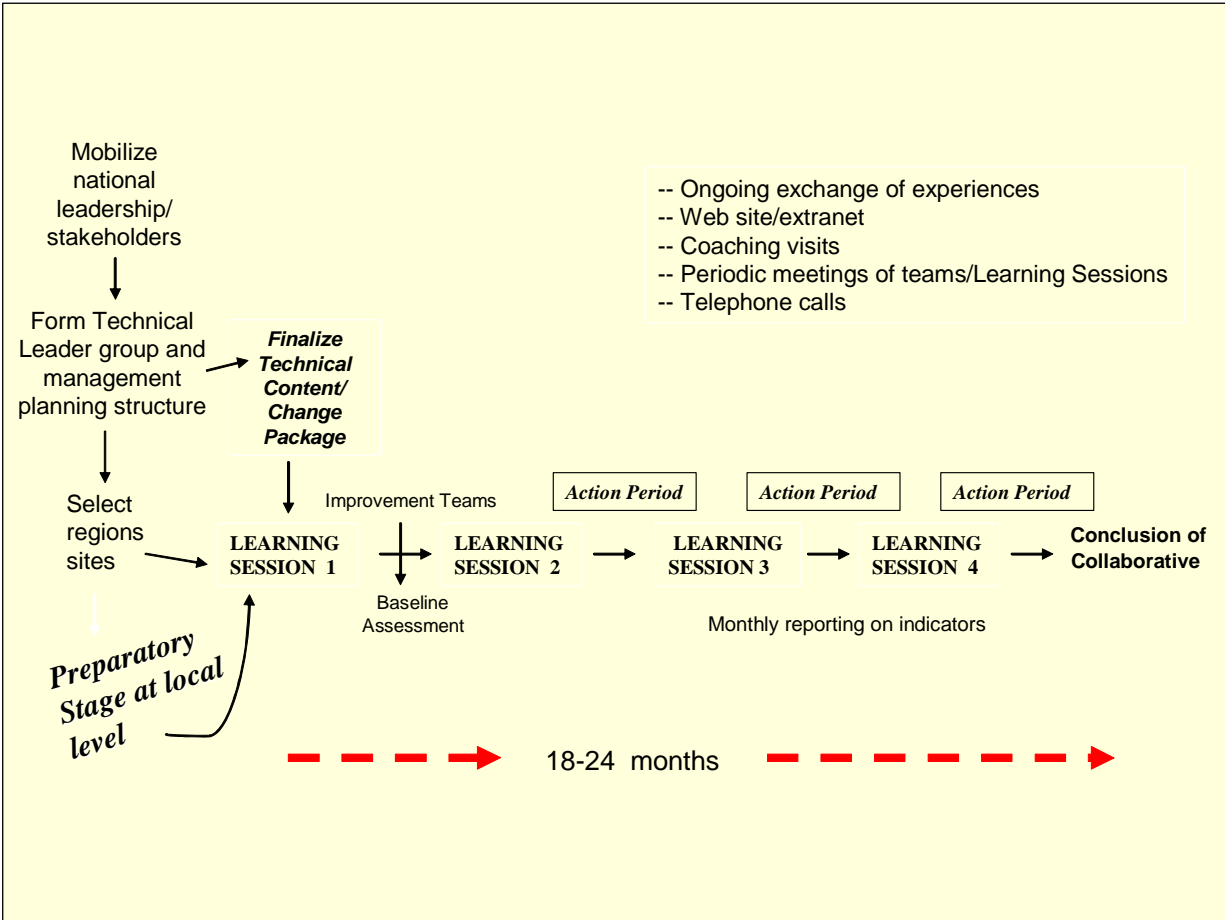 Mobilize
national
leadership/
stakeholders
-- Ongoing exchange of experiences
-- Web site/extranet
-- Coaching visits
-- Periodic meetings of teams/Learning Sessions
-- Telephone calls
Form Technical
Leader group and
management
planning structure
Finalize
Technical
Content/
Change
Package
Select
regions
sites
Improvement Teams
Action Period
Action Period
Action Period
LEARNING
SESSION 1
LEARNING
SESSION 2
LEARNING
SESSION 3
LEARNING
SESSION 4
Conclusion of
Collaborative
Baseline
Assessment
Monthly reporting on indicators
Preparatory
Stage at local
level
18-24 months